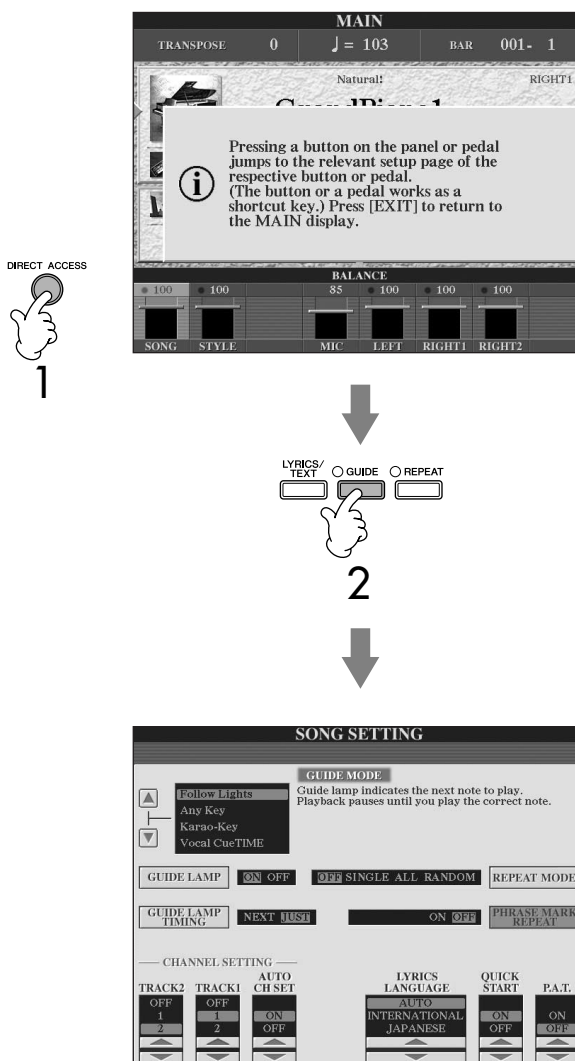 MAIN
TRANSPOSE 0 ♩= 103 BAR 001- 1
Natural! RIGHT1
GrandPiano1
Pressing a button on the panel or pedal
jumps to the relevant setup page of the
respective button or pedal.
(The button or a pedal works as a
shortcut key.) Press [EXIT] to return to
the MAIN display.
BALANCE
100 100 85 100 100 100
SONG STYLE MIC LEFT RIGHT1 RIGHT2
DIRECT ACCESS
1
LYRICS/
TEXT GUIDE REPEAT
2
SONG SETTING
GUIDE MODE
Guide lamp indicates the next note to play.
Playback pauses until you play the correct note.
Follow Lights
Any Key
Karao-Key
Vocal CueTIME
GUIDE LAMP ON OFF OFF SINGLE ALL RANDOM REPEAT MODE
GUIDE LAMP
TIMING NEXT JUST ON OFF PHRASE MARK
REPEAT
CHANNEL SETTING
TRACK2 TRACK1 AUTO
CH SET LYRICS
LANGUAGE QUICK
START P.A.T.
OFF OFF AUTO
1 1 ON INTERNATIONAL ON ON
2 2 OFF JAPANESE OFF OFF